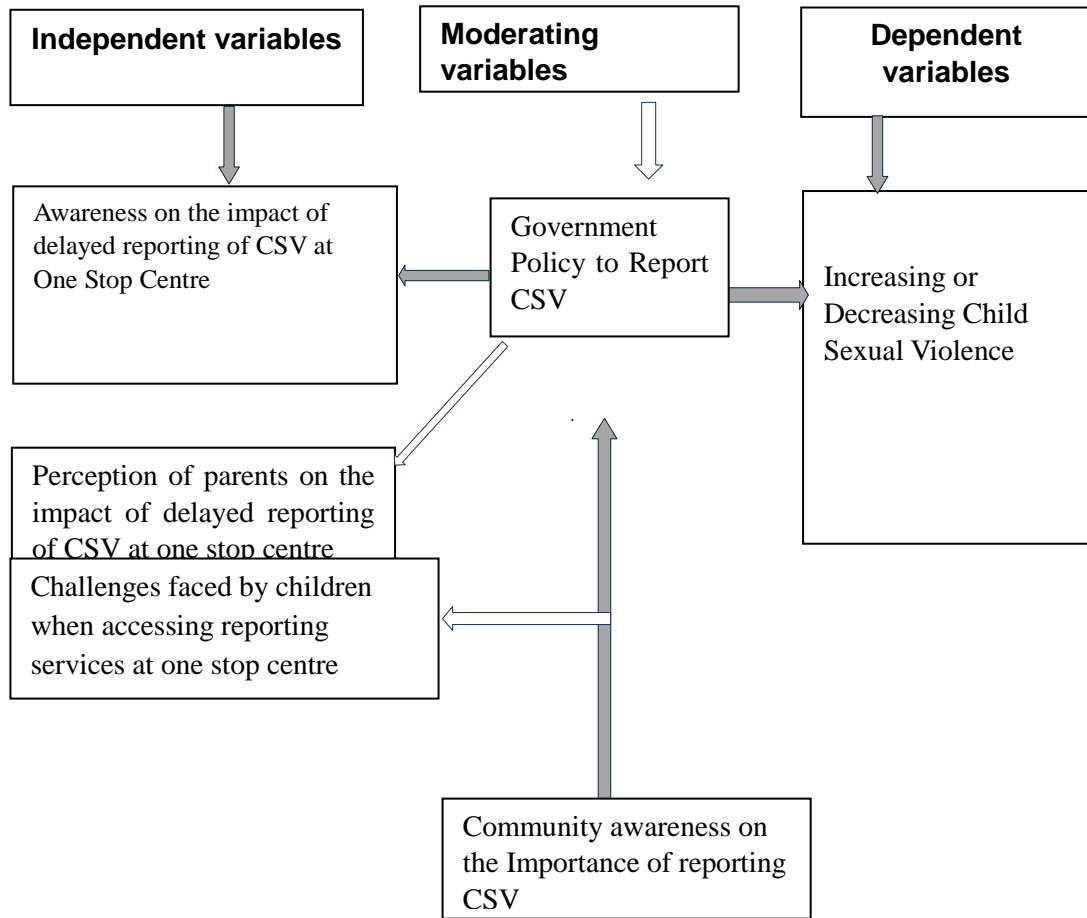 Independent variables
Moderating
variables
Dependent
variables
Awareness on the impact of
delayed reporting of CSV at
One Stop Centre
Government
Policy to Report
CSV
Increasing or
Decreasing Child
Sexual Violence
.
Perception of parents on the
impact of delayed reporting
of CSV at one stop centre
Challenges faced by children
when accessing reporting
services at one stop centre
Community awareness on
the Importance of reporting
CSV